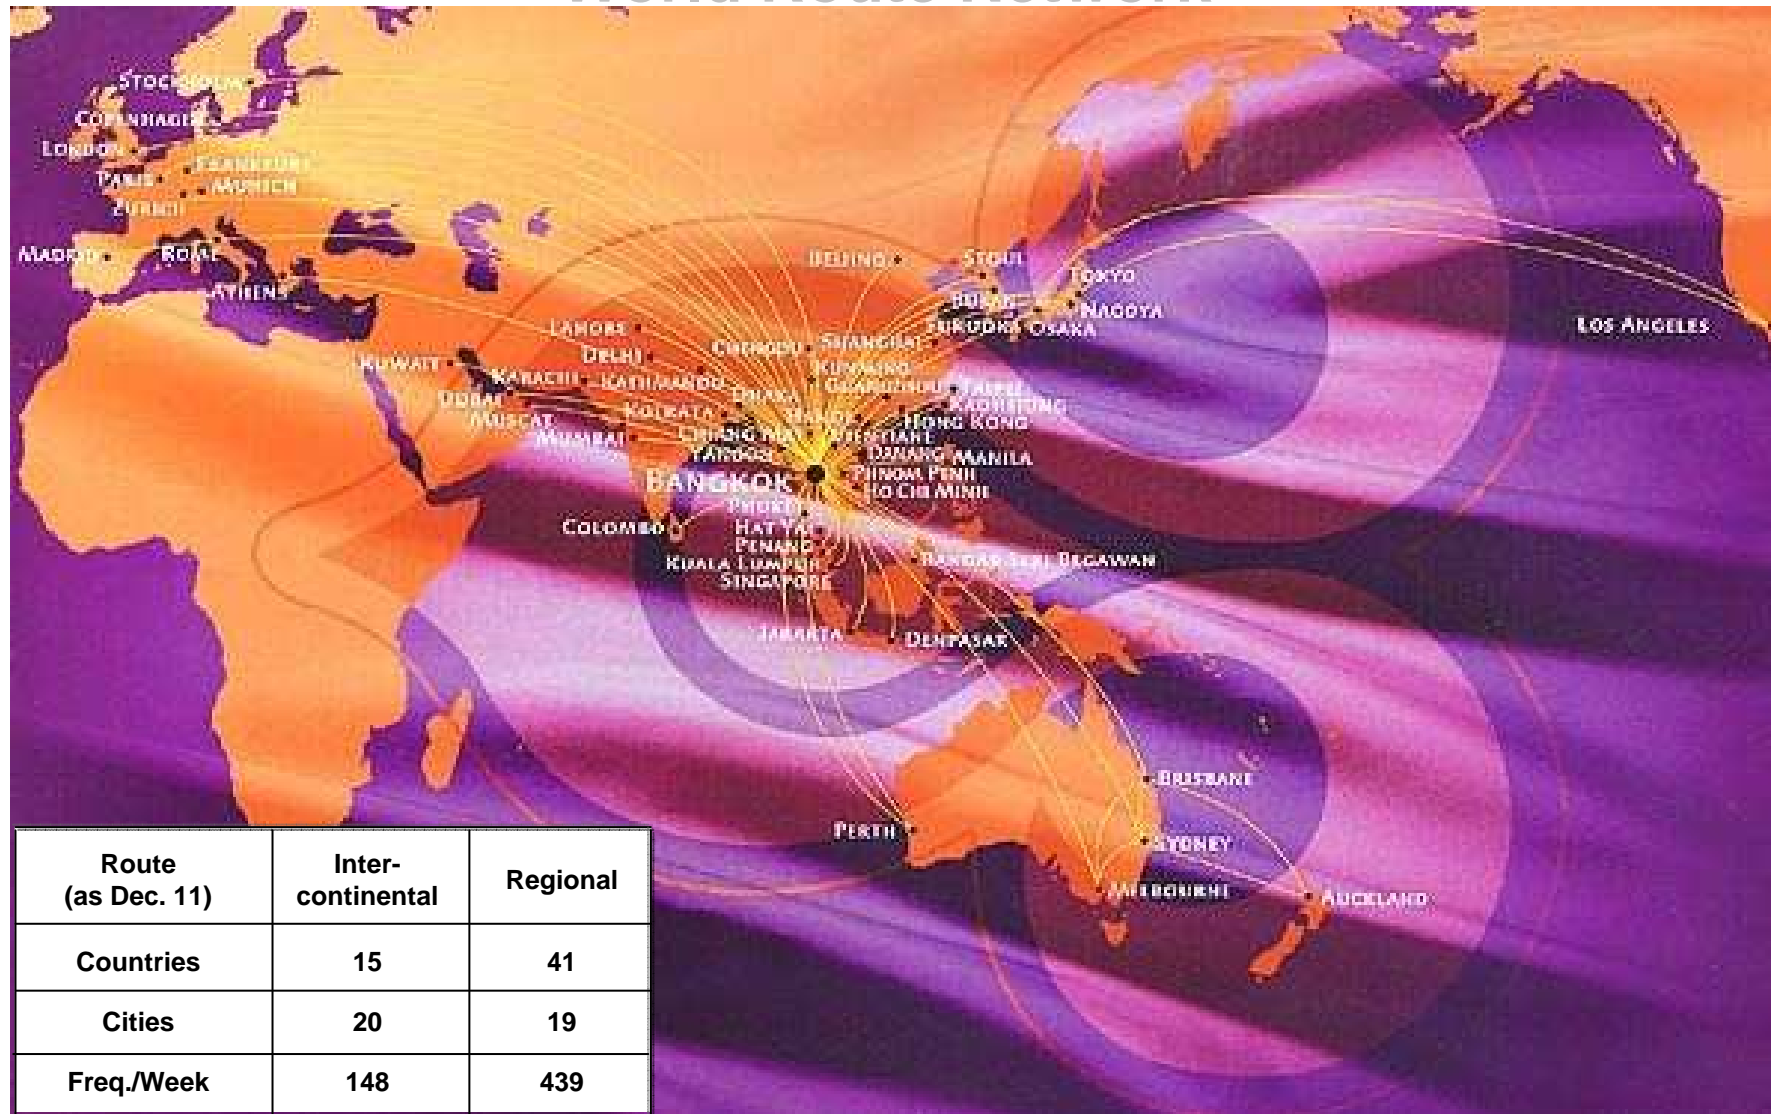 World Route Network
STOCKHOLM
COPENHAGEN
LONDON
FRANKFURT
PARIS
MUNICH
ZURICH
MADRID
ROME
ATHENS
BEIJING
SEOUL
TOKYO
BUSAN
NAGOYA
FUKUOKA
OSAKA
LOS ANGELES
LAHORE
CHENGDU
SHANGHAI
DELHI
KUWAIT
KUNMING
KARACHI
KATHMANDU
GUANGZHOU
TAIPEI
DUBAI
DHAKA
KAOHSIUNG
MUSCAT
KOLKATA
HANOI
HONG KONG
MUMBAI
CHIANG MAI
VIENTIANE
YANGON
DANANG
MANILA
BANGKOK
PHNOM PENH
HO CHI MINH
PHUKET
COLOMBO
HAT YAI
PENANG
KUALA LUMPUR
BANDAR SERI BEGAWAN
SINGAPORE
JAKARTA
DENPASAR
BRISBANE
PERTH
SYDNEY
MELBOURNE
AUCKLAND
Route Inter- Regional
(as Dec. 11) continental
Countries 15 41
Cities 20 19
Freq./Week 148 439